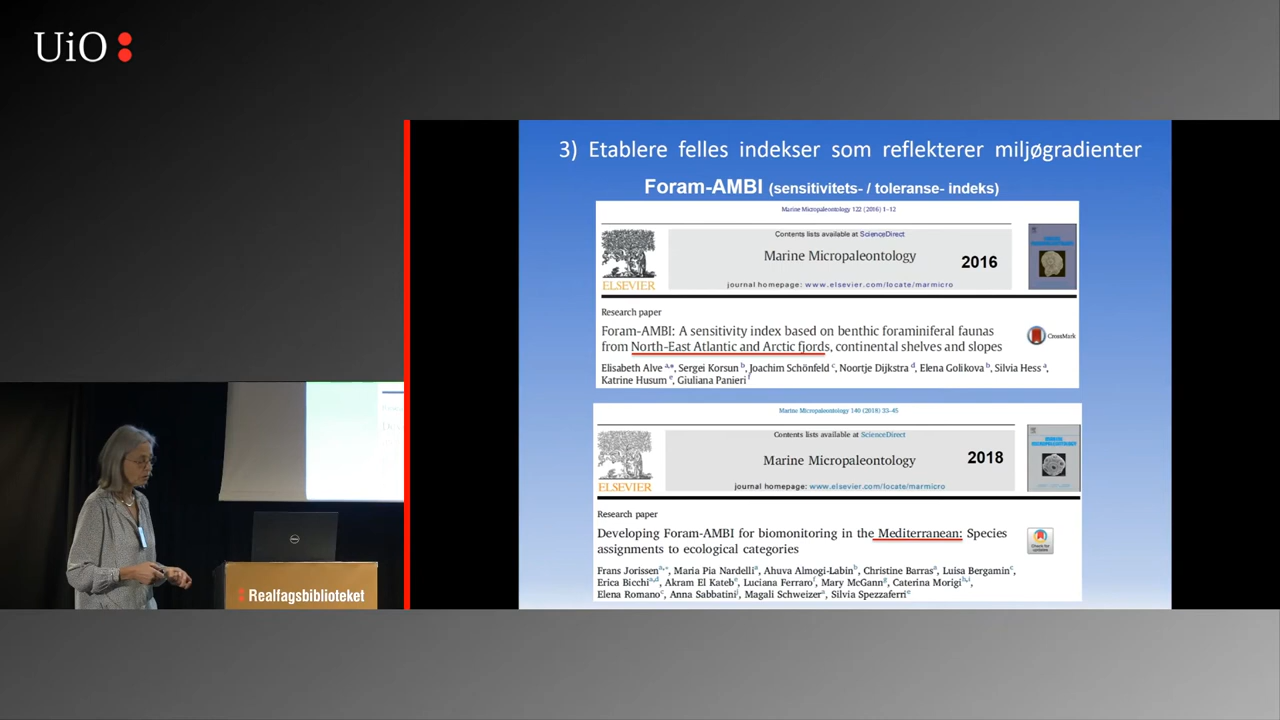 UiO:
3) Etablere felles indekser som reflekterer miljøgradienter
Foram-AMBI (sensitivitets- / toleranse- indeks)
Marine Micropaleontology 122 (2016) 1–12
Contents lists available at ScienceDirect
Marine Micropaleontology
2016
journal homepage: www.elsevier.com/locate/marmicro
ELSEVIER
Research paper
Foram-AMBI: A sensitivity index based on benthic foraminiferal faunas
from North-East Atlantic and Arctic fjords, continental shelves and slopes
CrossMark
Elisabeth Alve a,*, Sergei Korsun b, Joachim Schönfeld c, Noortje Dijkstra d, Elena Golikova b, Silvia Hess a,
Katrine Husum e, Giuliana Panieri f
Marine Micropaleontology 140 (2018) 33–45
Contents lists available at ScienceDirect
Marine Micropaleontology
2018
journal homepage: www.elsevier.com/locate/marmicro
ELSEVIER
Research paper
Developing Foram-AMBI for biomonitoring in the Mediterranean: Species
assignments to ecological categories
Check for
updates
Frans Jorissen a,*, Maria Pia Nardelli a, Ahuva Almogi-Labin b, Christine Barras a, Luisa Bergamin c,
Erica Bicchi a,d, Akram El Kateb e, Luciana Ferraro f, Mary McGann g, Caterina Morigi h,i,
Elena Romano c, Anna Sabbatini j, Magali Schweizer a, Silvia Spezzaferri e
Realfagsbiblioteket